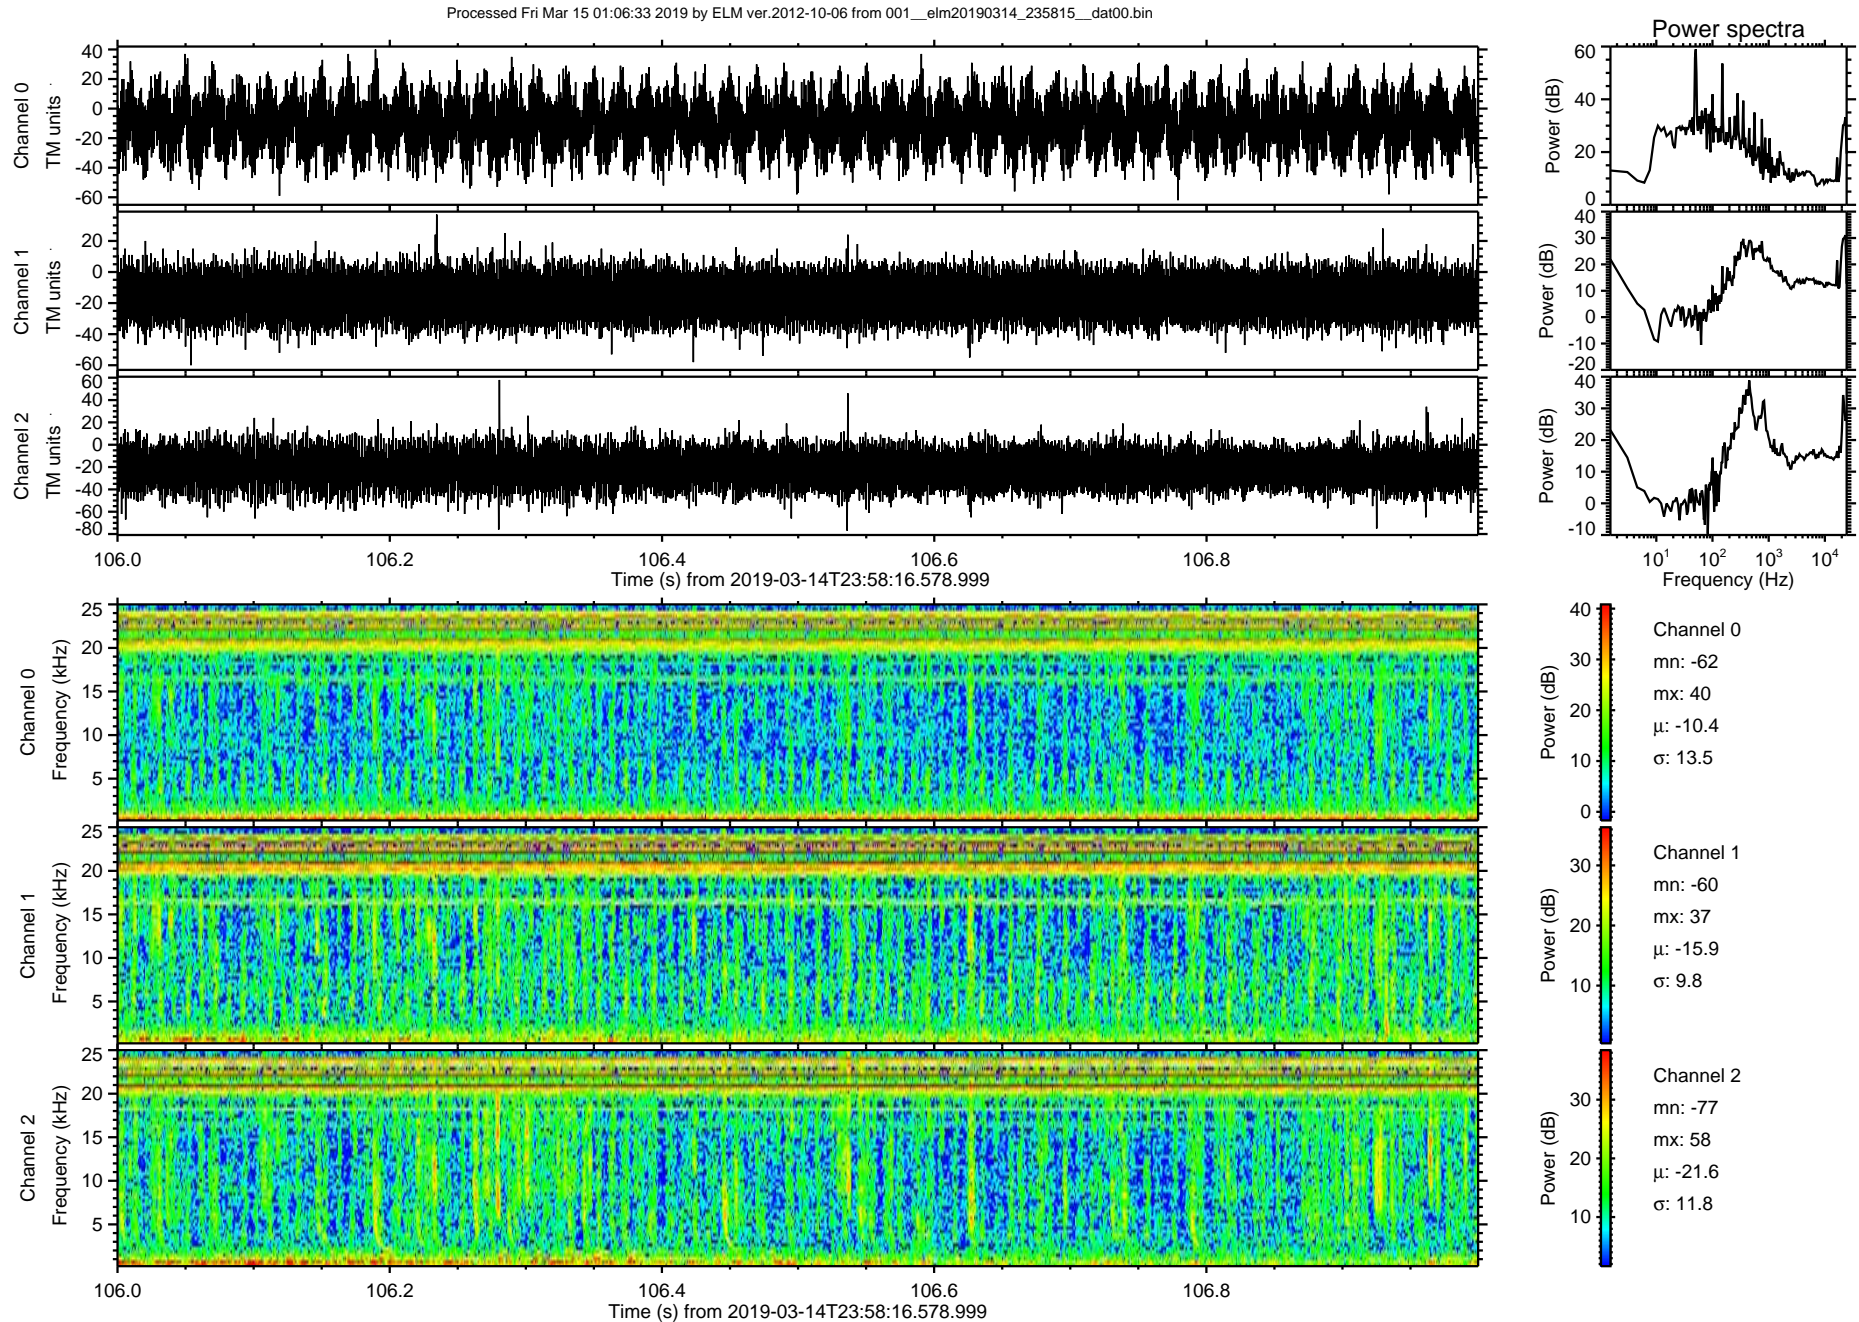 Processed Fri Mar 15 01:06:33 2019 by ELM ver.2012-10-06 from 001__elm20190314_235815__dat00.bin
Power spectra
Channel 0
TM units
40
20
0
-20
-40
-60
Power (dB)
60
40
20
0
Channel 1
TM units
20
0
-20
-40
-60
Power (dB)
40
30
20
10
0
-10
-20
Channel 2
TM units
60
40
20
0
-20
-40
-60
-80
Power (dB)
40
30
20
10
0
-10
106.0 106.2 106.4 106.6 106.8
Time (s) from 2019-03-14T23:58:16.578.999
10^1 10^2 10^3 10^4
Frequency (Hz)
Channel 0
Frequency (kHz)
25
20
15
10
5
Power (dB)
40
30
20
10
0
Channel 0
mn: -62
mx: 40
μ: -10.4
σ: 13.5
Channel 1
Frequency (kHz)
25
20
15
10
5
Power (dB)
30
20
10
Channel 1
mn: -60
mx: 37
μ: -15.9
σ: 9.8
Channel 2
Frequency (kHz)
25
20
15
10
5
Power (dB)
30
20
10
Channel 2
mn: -77
mx: 58
μ: -21.6
σ: 11.8
106.0 106.2 106.4 106.6 106.8
Time (s) from 2019-03-14T23:58:16.578.999